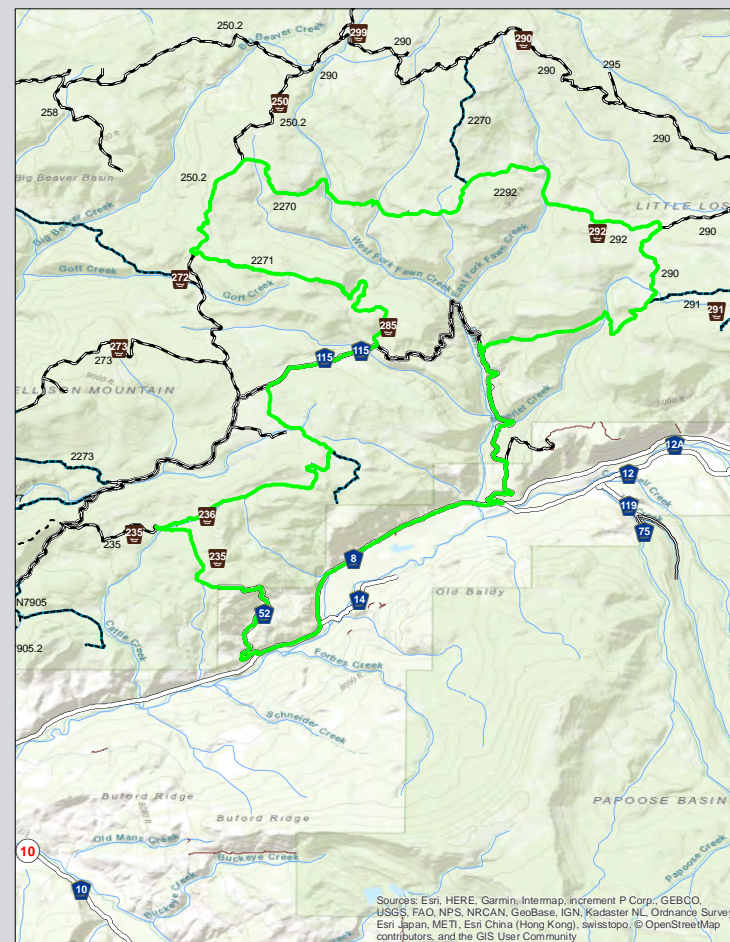 250.2
Big Beaver Creek
299
290
290
290
290
295
258
250
250.2
2270
290
Big Beaver Basin
250.2
2270
2292
LITTLE LOS
292
292
290
Big Beaver Creek
West Fork Fawn Creek
East Fork Fawn Creek
Goff Creek
272
2271
Goff Creek
290
291
291
285
273
273
115
115
ELLISON MOUNTAIN
9000 ft
2273
12A
12
119
75
236
235
235
235
8
14
Old Baldy
52
N7905
905.2
Cattle Creek
Forbes Creek
8000 ft
Schneider Creek
Buford Ridge
Buford Ridge
PAPOOSE BASIN
10
Old Mans Creek
Buckeye Creek
10
Buckeye Creek
Papoose Creek
Sources: Esri, HERE, Garmin, Intermap, increment P Corp., GEBCO,
USGS, FAO, NPS, NRCAN, GeoBase, IGN, Kadaster NL, Ordnance Survey,
Esri Japan, METI, Esri China (Hong Kong), swisstopo, © OpenStreetMap
contributors, and the GIS User Community